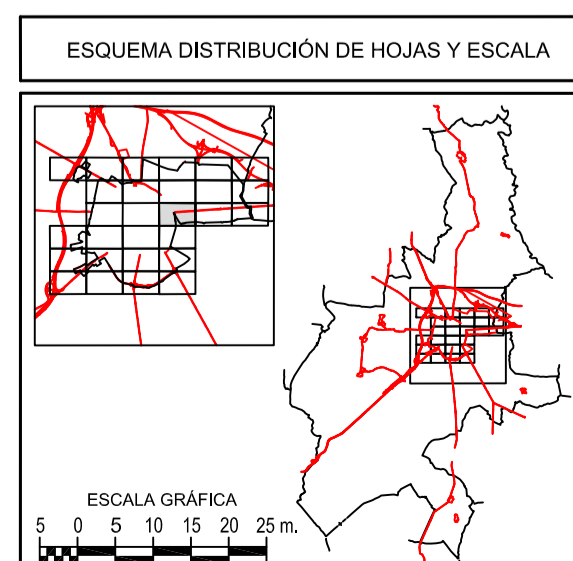 ESQUEMA DISTRIBUCIÓN DE HOJAS Y ESCALA
ESCALA GRÁFICA
5 0 5 10 15 20 25 m.